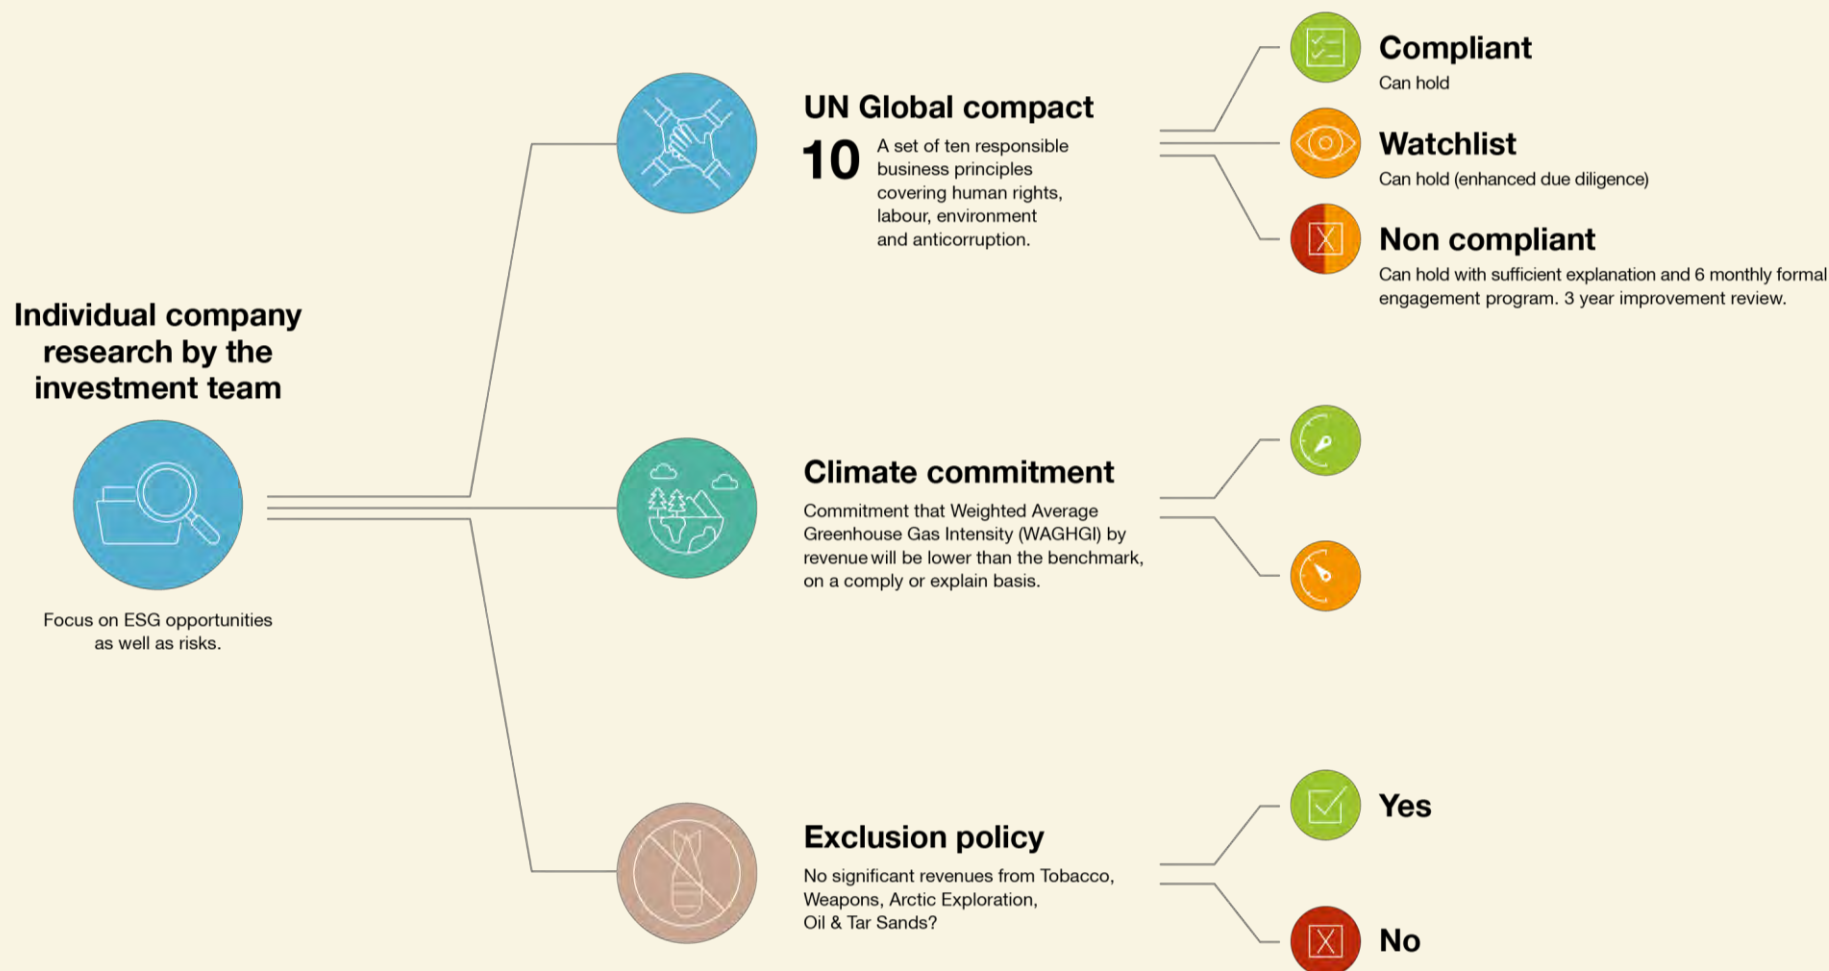 Individual company
research by the
investment team
Focus on ESG opportunities
as well as risks.
UN Global compact
10
A set of ten responsible
business principles
covering human rights,
labour, environment
and anticorruption.
Compliant
Can hold
Watchlist
Can hold (enhanced due diligence)
Non compliant
Can hold with sufficient explanation and 6 monthly formal
engagement program. 3 year improvement review.
Climate commitment
Commitment that Weighted Average
Greenhouse Gas Intensity (WAGHGI) by
revenue will be lower than the benchmark,
on a comply or explain basis.
Exclusion policy
No significant revenues from Tobacco,
Weapons, Arctic Exploration,
Oil & Tar Sands?
Yes
No